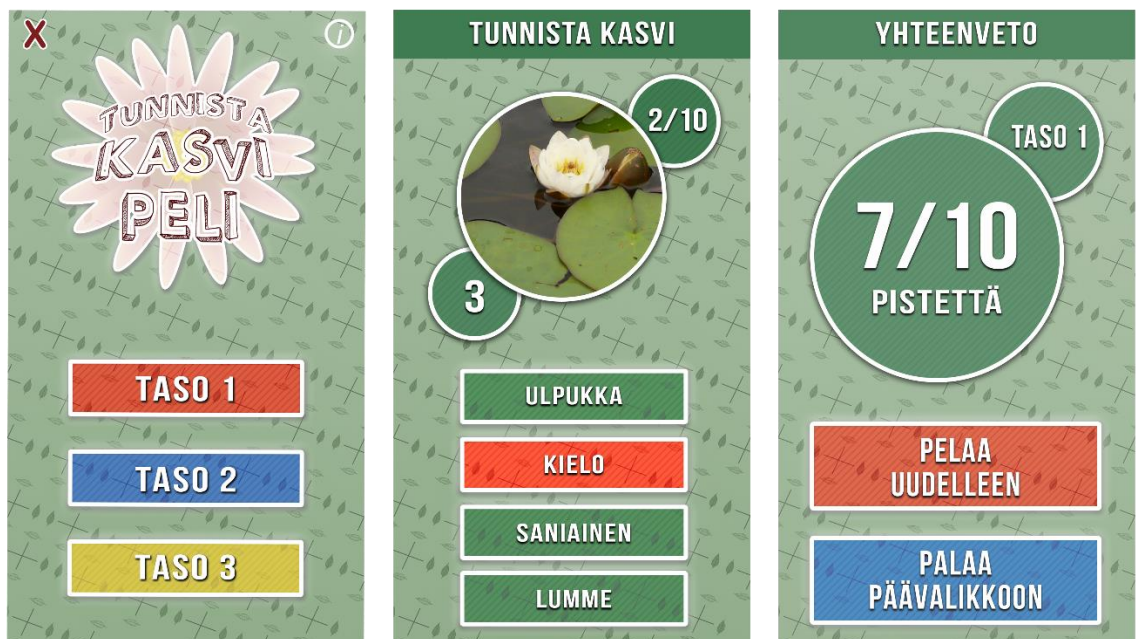 X
i
TUNNISTA
KASVI
PELI
TASO 1
TASO 2
TASO 3
TUNNISTA KASVI
2/10
3
ULPUKKA
KIELO
SANIAINEN
LUMME
YHTEENVETO
TASO 1
7/10
PISTETTÄ
PELAA
UUDELLEEN
PALAA
PÄÄVALIKKOON